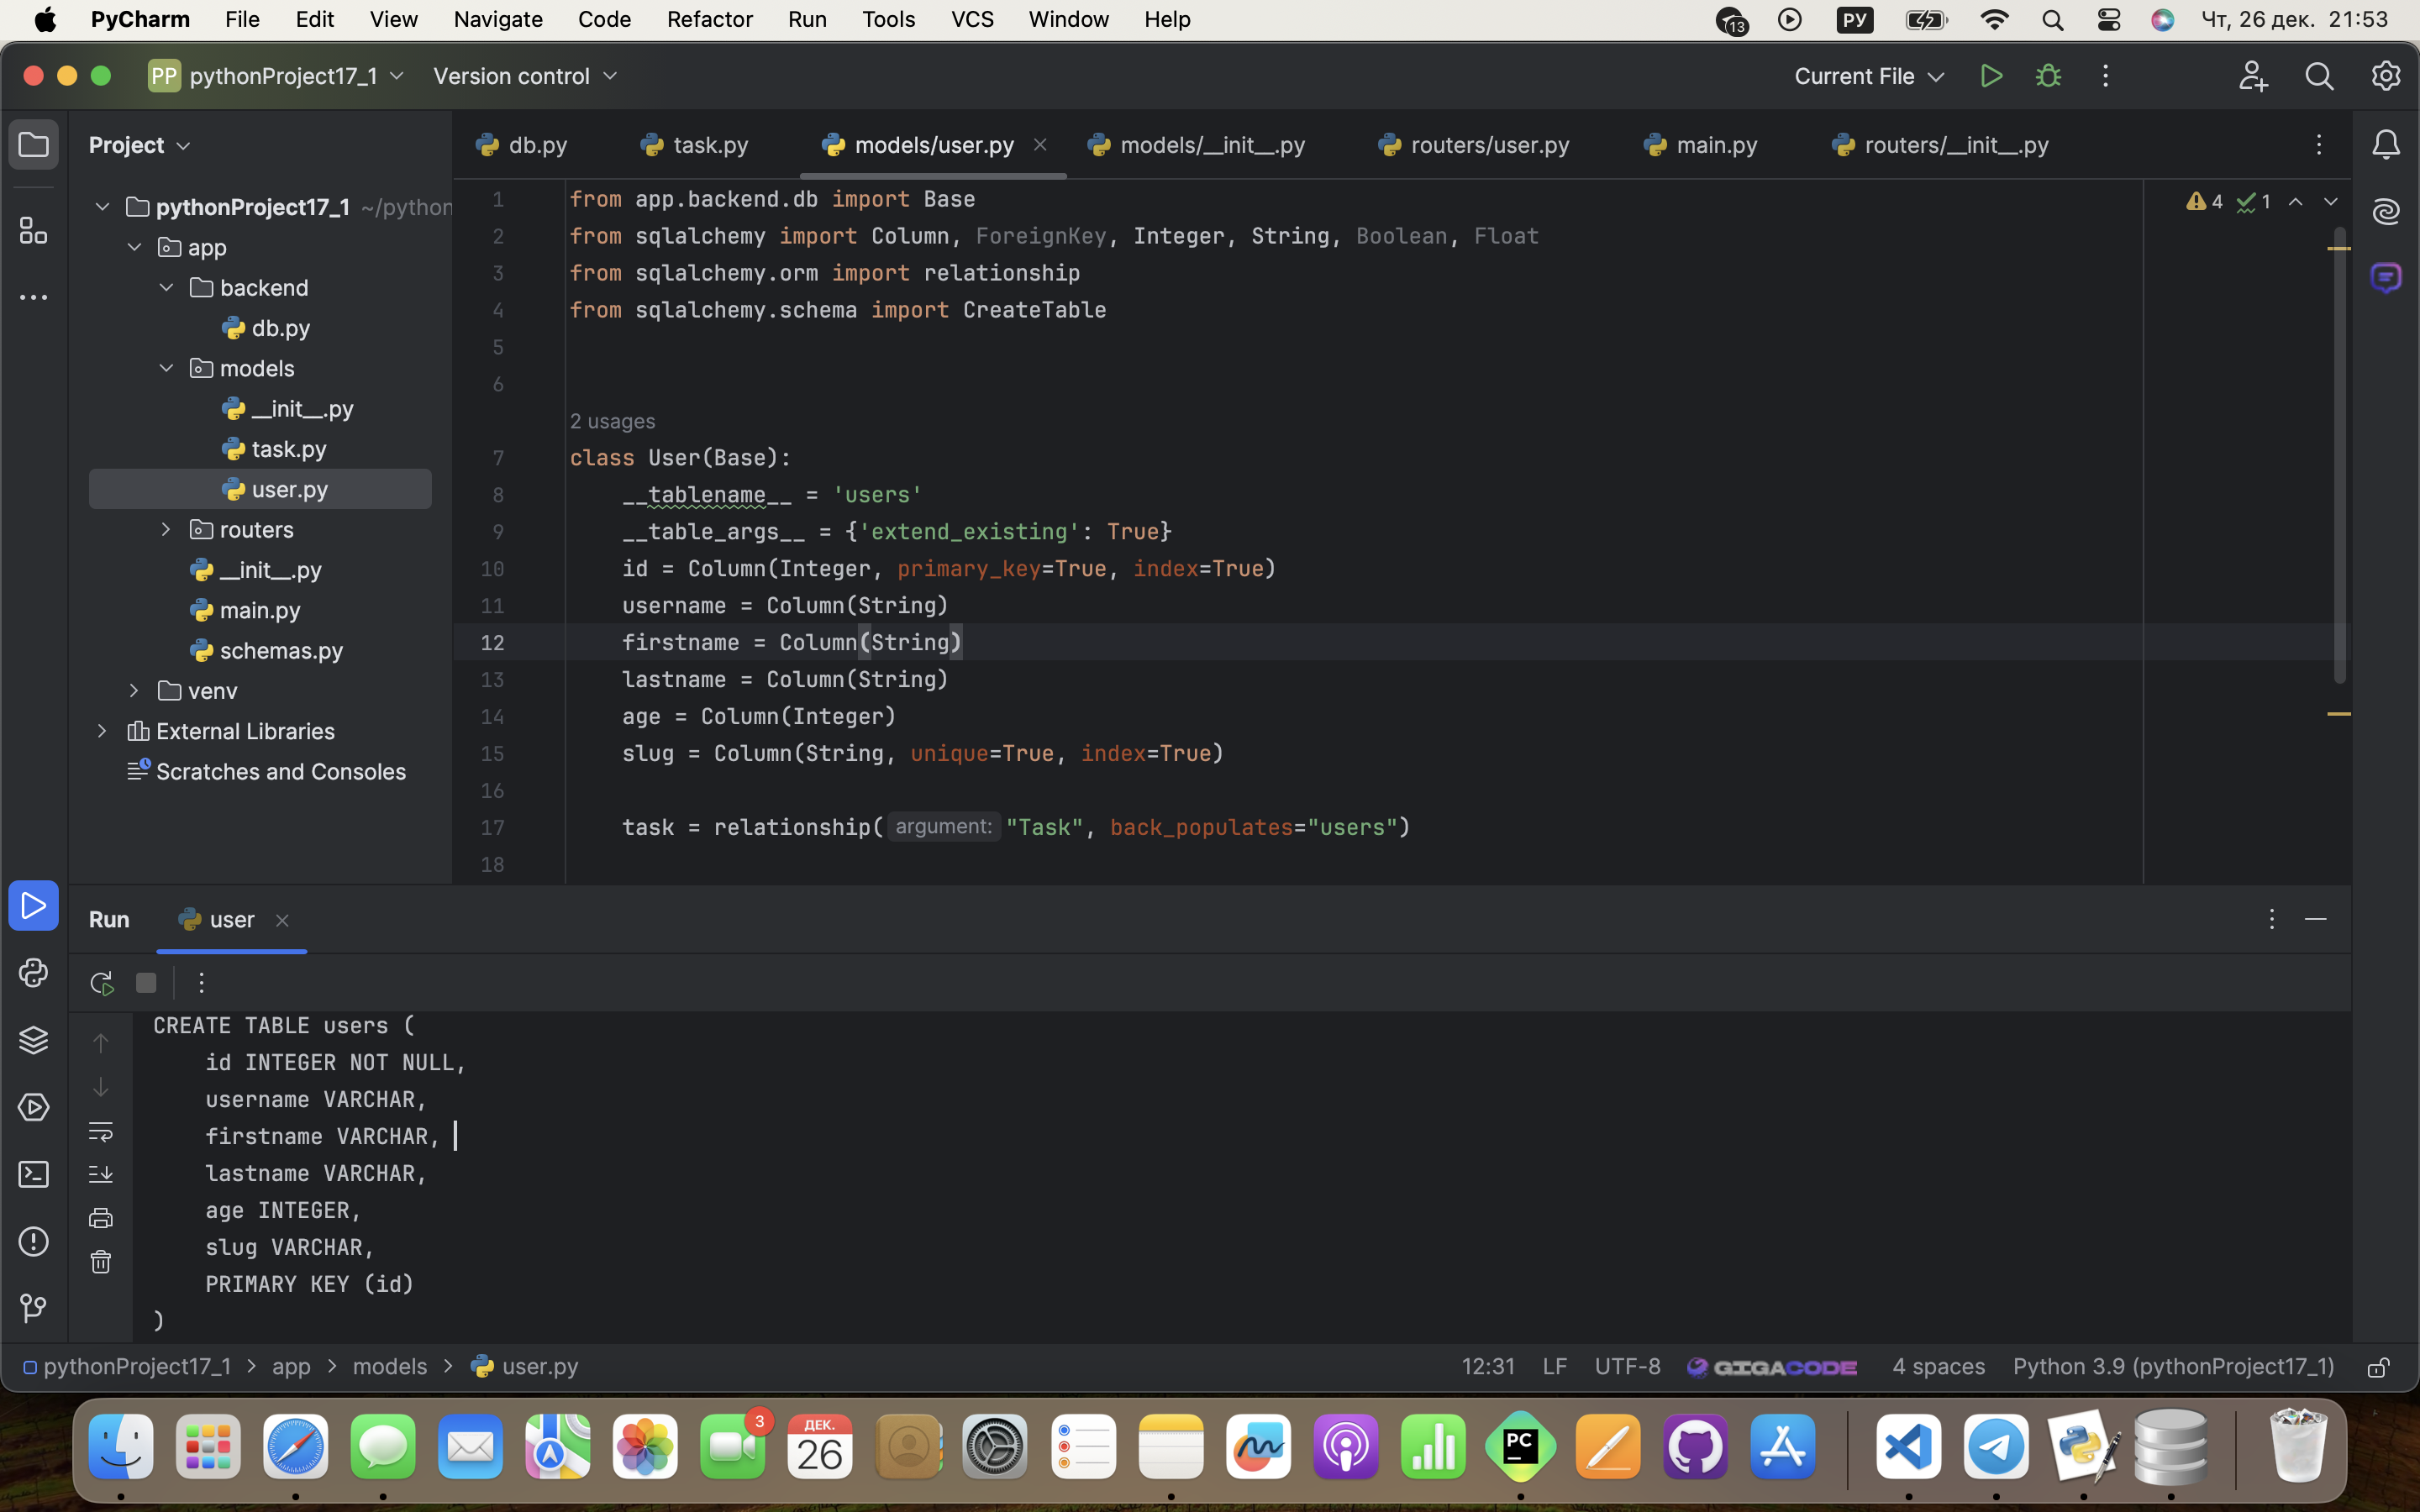 PyCharm File Edit View Navigate Code Refactor Run Tools VCS Window Help 13 РУ Чт, 26 дек. 21:53
PP pythonProject17_1 Version control Current File
Project
db.py task.py models/user.py models/__init__.py routers/user.py main.py routers/__init__.py
pythonProject17_1 ~/python
app
backend
db.py
models
__init__.py
task.py
user.py
routers
__init__.py
main.py
schemas.py
venv
External Libraries
Scratches and Consoles
4 1
1 from app.backend.db import Base
2 from sqlalchemy import Column, ForeignKey, Integer, String, Boolean, Float
3 from sqlalchemy.orm import relationship
4 from sqlalchemy.schema import CreateTable
5
6
2 usages
7 class User(Base):
8 __tablename__ = 'users'
9 __table_args__ = {'extend_existing': True}
10 id = Column(Integer, primary_key=True, index=True)
11 username = Column(String)
12 firstname = Column(String)
13 lastname = Column(String)
14 age = Column(Integer)
15 slug = Column(String, unique=True, index=True)
16
17 task = relationship( argument: "Task", back_populates="users")
18
Run user
CREATE TABLE users (
id INTEGER NOT NULL,
username VARCHAR,
firstname VARCHAR,
lastname VARCHAR,
age INTEGER,
slug VARCHAR,
PRIMARY KEY (id)
)
pythonProject17_1 > app > models > user.py 12:31 LF UTF-8 GIGACODE 4 spaces Python 3.9 (pythonProject17_1)
3
ДЕК.
26
PC